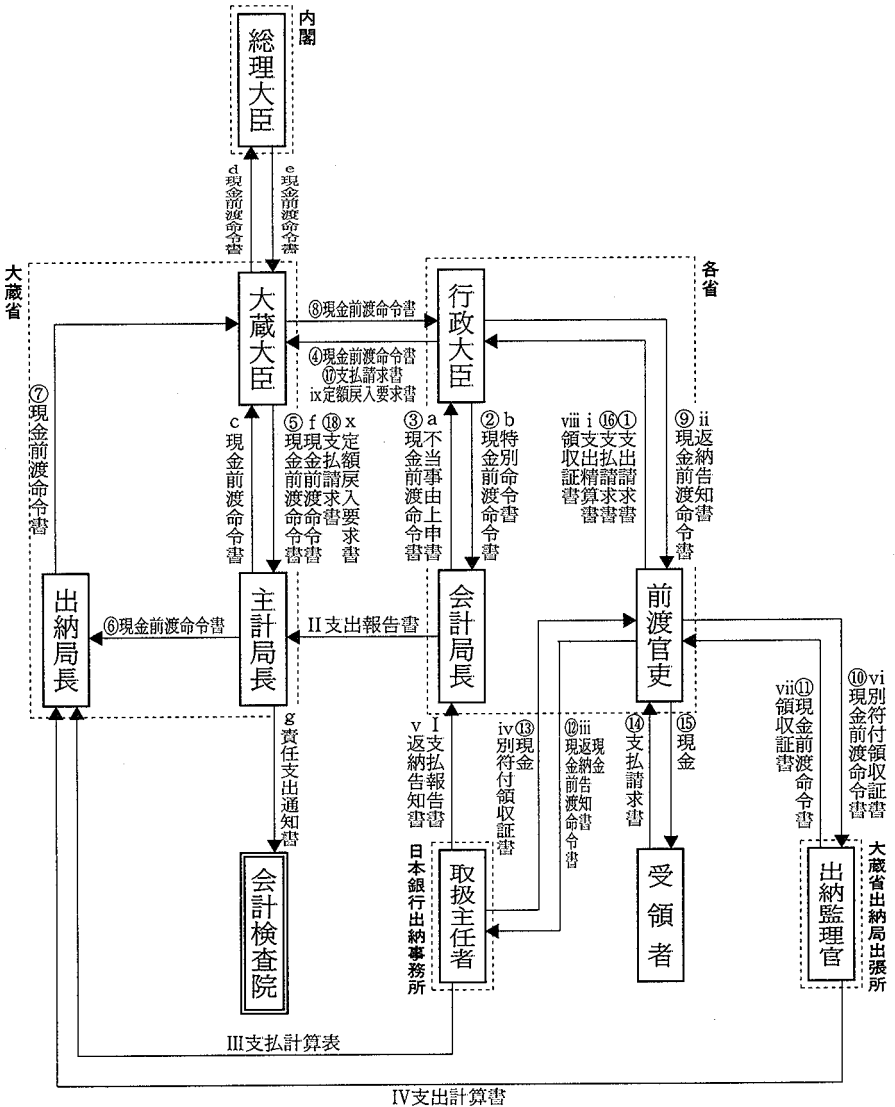 内閣
総理大臣
d現金前渡命令書
e現金前渡命令書
大蔵省
大蔵大臣
⑧現金前渡命令書
④現金前渡命令書
⑰支払請求書
ⅸ定額戻入要求書
各省
行政大臣
⑦現金前渡命令書
c現金前渡命令書
x定額戻入要求書
⑱支払請求書
f現金前渡命令書
⑤現金前渡命令書
a不当事由上申書
③現金前渡命令書
b特別命令書
②現金前渡命令書
①支出請求書
⑯支払請求書
ⅰ支出精算書
ⅷ領収証書
ⅱ返納告知書
⑨現金前渡命令書
出納局長
⑥現金前渡命令書
主計局長
Ⅱ支出報告書
会計局長
前渡官吏
g責任支出通知書
会計検査院
Ⅰ支払報告書
ⅴ返納告知書
⑬現金
ⅳ別符付領収証書
現金
ⅲ返納告知書
⑫現金前渡命令書
⑭支払請求書
⑮現金
⑪現金前渡命令書
ⅶ領収証書
ⅵ別符付領収証書
⑩現金前渡命令書
日本銀行出納事務所
取扱主任者
受領者
出納監理官
大蔵省出納局出張所
Ⅲ支払計算表
Ⅳ支出計算書